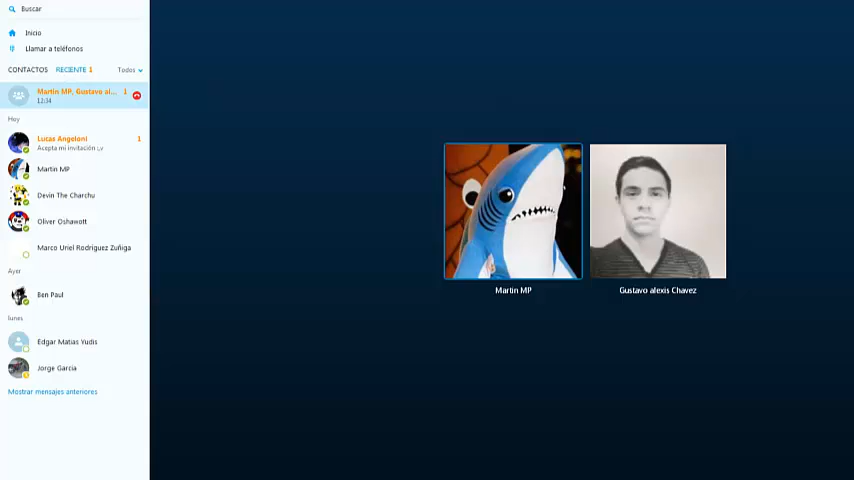 Buscar
Inicio
Llamar a teléfonos
CONTACTOS RECIENTE 1 Todos
Martin MP, Gustavo al... 1
12:34
Hoy
Lucas Angeloni 1
Acepta mi invitación ;,v
Martin MP
Devin The Charchu
Oliver Oshawott
Marco Uriel Rodriguez Zuñiga
Ayer
Ben Paul
lunes
Edgar Matias Yudis
Jorge Garcia
Mostrar mensajes anteriores
Martin MP
Gustavo alexis Chavez